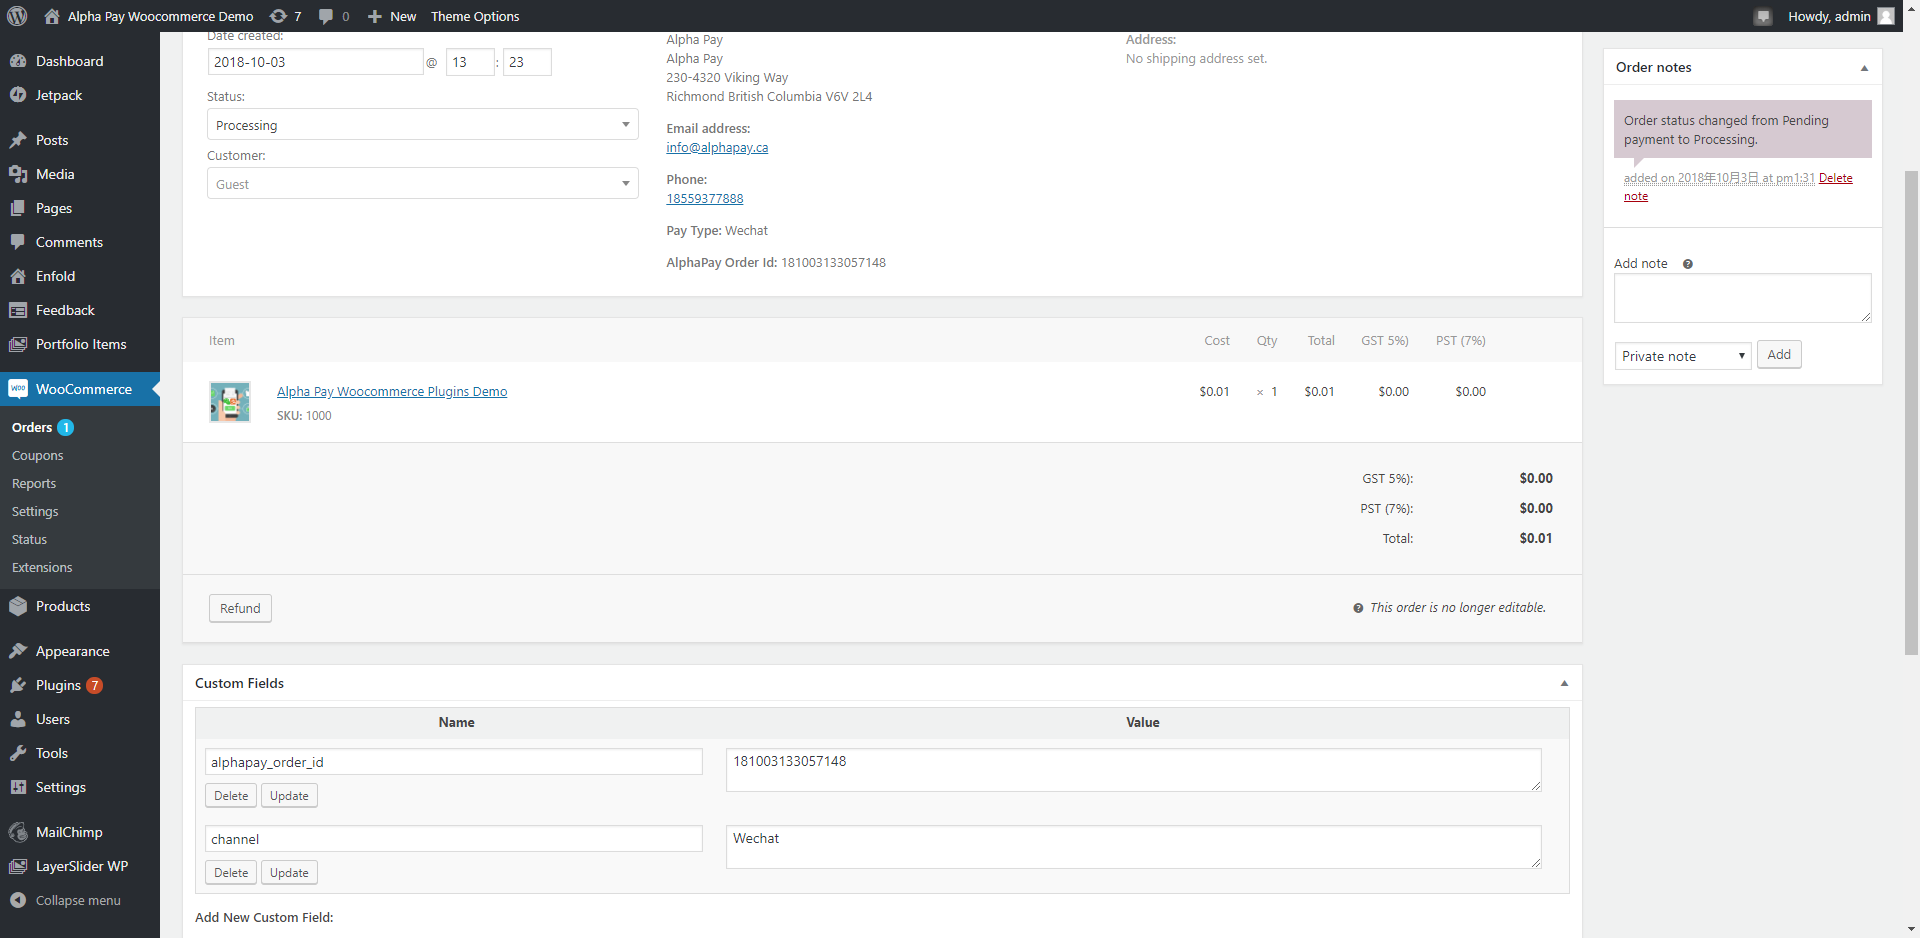 Alpha Pay Woocommerce Demo 7 0 New Theme Options Howdy, admin
Dashboard
Jetpack
Posts
Media
Pages
Comments
Enfold
Feedback
Portfolio Items
WooCommerce
Orders 1
Coupons
Reports
Settings
Status
Extensions
Products
Appearance
Plugins 7
Users
Tools
Settings
MailChimp
LayerSlider WP
Collapse menu
Date created:
2018-10-03 @ 13 : 23
Status:
Processing
Customer:
Guest
Alpha Pay
Alpha Pay
230-4320 Viking Way
Richmond British Columbia V6V 2L4
Email address:
info@alphapay.ca
Phone:
18559377888
Pay Type: Wechat
AlphaPay Order Id: 181003133057148
Address:
No shipping address set.
Item Cost Qty Total GST 5%) PST (7%)
Alpha Pay Woocommerce Plugins Demo $0.01 × 1 $0.01 $0.00 $0.00
SKU: 1000
GST 5%): $0.00
PST (7%): $0.00
Total: $0.01
Refund This order is no longer editable.
Custom Fields
Name Value
alphapay_order_id 181003133057148
Delete Update
channel Wechat
Delete Update
Add New Custom Field:
Order notes
Order status changed from Pending
payment to Processing.
added on 2018年10月3日 at pm1:31 Delete
note
Add note
Private note Add